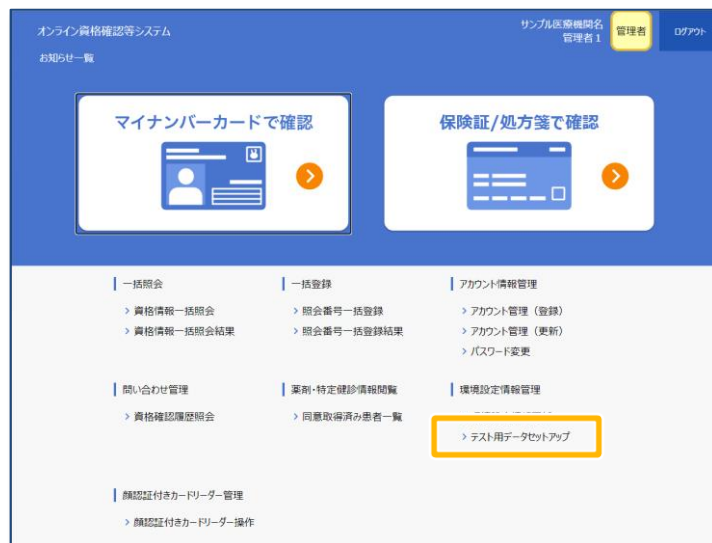 オンライン資格確認等システム
サンプル医療機関名
管理者1
管理者
ログアウト
お知らせ一覧
マイナンバーカードで確認
保険証/処方箋で確認
一括照会
資格情報一括照会
資格情報一括照会結果
一括登録
照会番号一括登録
照会番号一括登録結果
アカウント情報管理
アカウント管理（登録）
アカウント管理（更新）
パスワード変更
問い合わせ管理
資格確認履歴照会
薬剤・特定健診情報閲覧
同意取得済み患者一覧
環境設定情報管理
テスト用データセットアップ
顔認証付きカードリーダー管理
顔認証付きカードリーダー操作